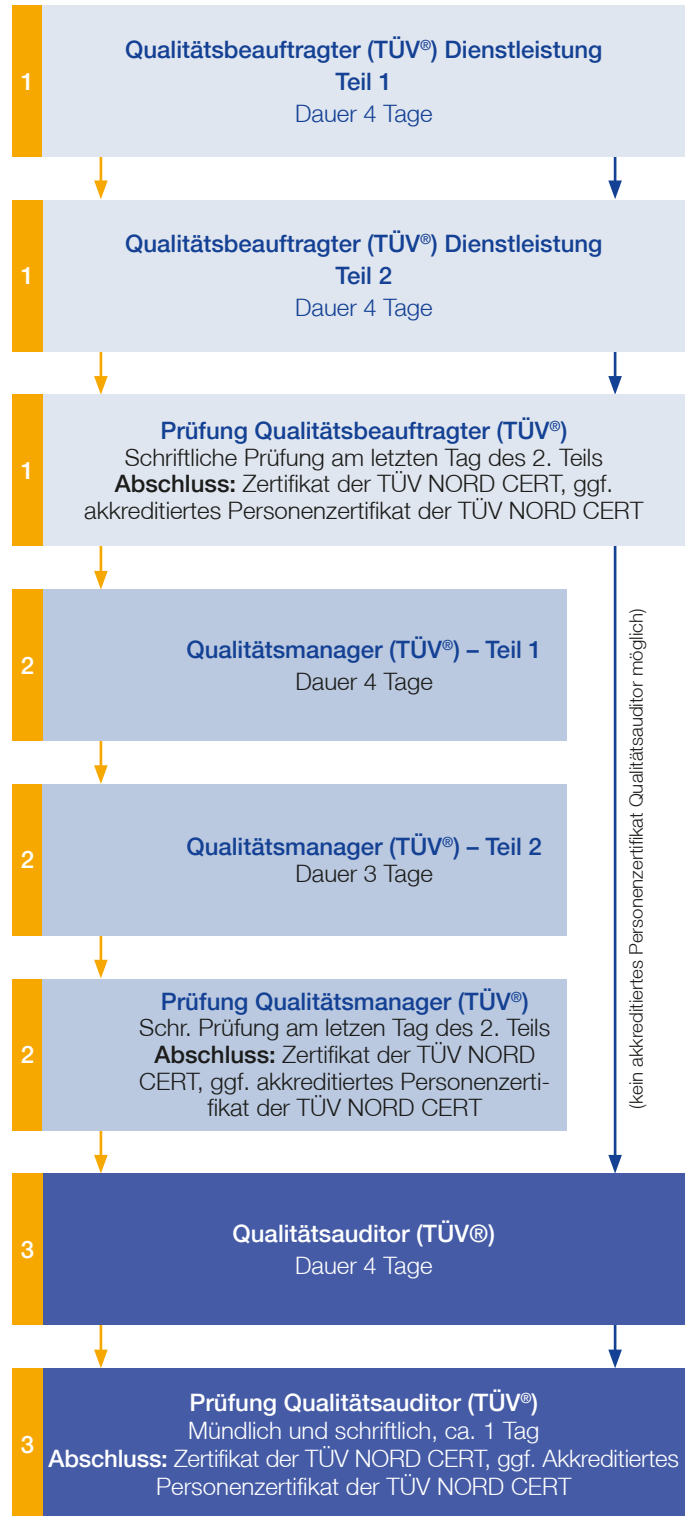 1
Qualitätsbeauftragter (TÜV®) Dienstleistung
Teil 1
Dauer 4 Tage
1
Qualitätsbeauftragter (TÜV®) Dienstleistung
Teil 2
Dauer 4 Tage
1
Prüfung Qualitätsbeauftragter (TÜV®)
Schriftliche Prüfung am letzten Tag des 2. Teils
Abschluss: Zertifikat der TÜV NORD CERT, ggf.
akkreditiertes Personenzertifikat der TÜV NORD CERT
2
Qualitätsmanager (TÜV®) – Teil 1
Dauer 4 Tage
2
Qualitätsmanager (TÜV®) – Teil 2
Dauer 3 Tage
2
Prüfung Qualitätsmanager (TÜV®)
Schr. Prüfung am letzen Tag des 2. Teils
Abschluss: Zertifikat der TÜV NORD
CERT, ggf. akkreditiertes Personenzerti-
fikat der TÜV NORD CERT
(kein akkreditiertes Personenzertifikat Qualitätsauditor möglich)
3
Qualitätsauditor (TÜV®)
Dauer 4 Tage
3
Prüfung Qualitätsauditor (TÜV®)
Mündlich und schriftlich, ca. 1 Tag
Abschluss: Zertifikat der TÜV NORD CERT, ggf. Akkreditiertes
Personenzertifikat der TÜV NORD CERT